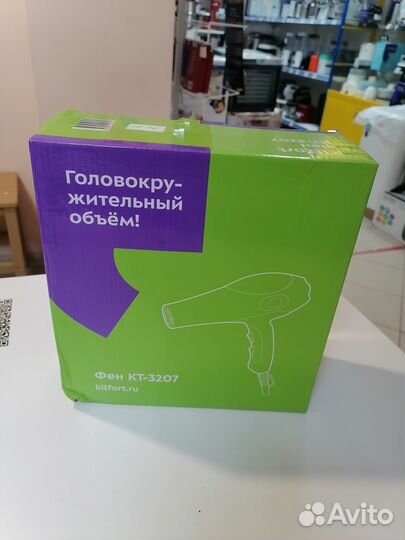 Головокру-
жительный
объём!
Фен КТ-3207
kitfort.ru
Avito